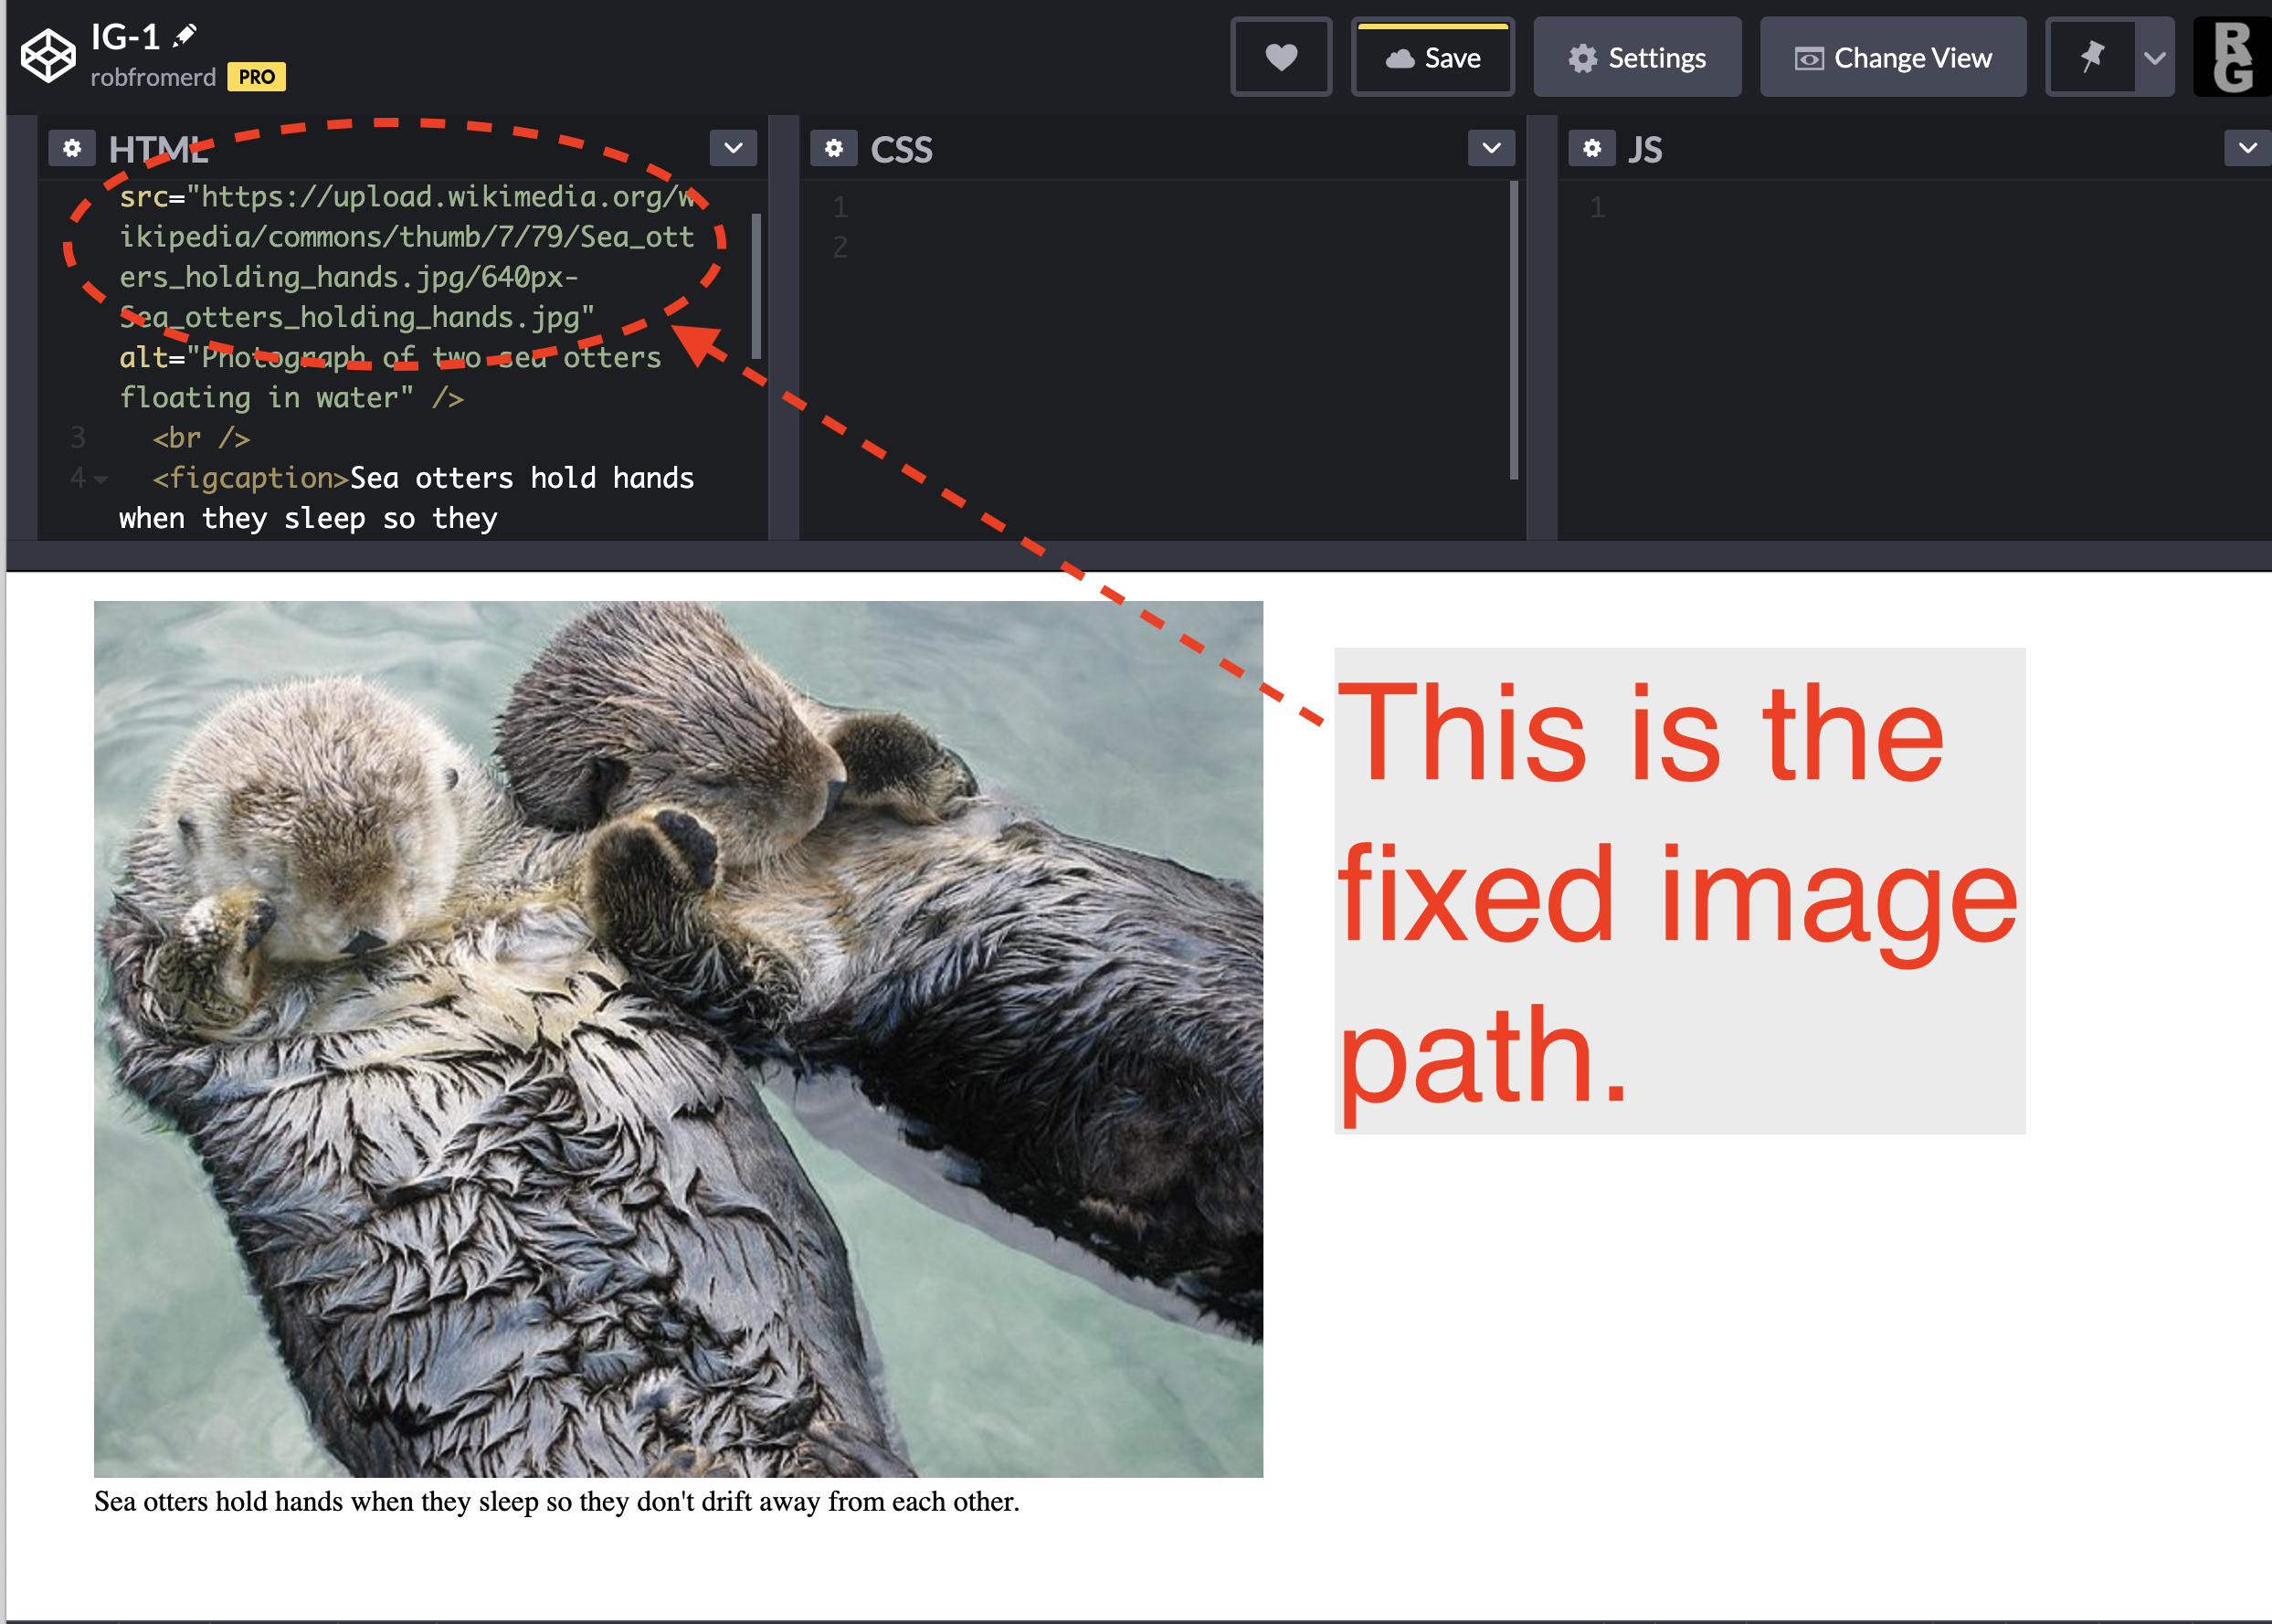 IG-1
robfromerd PRO
Save
Settings
Change View
RG
HTML
CSS
JS
src="https://upload.wikimedia.org/w
ikipedia/commons/thumb/7/79/Sea_ott
ers_holding_hands.jpg/640px-
Sea_otters_holding_hands.jpg"
alt="Photograph of two sea otters
floating in water" />
3 <br />
4 <figcaption>Sea otters hold hands
when they sleep so they
1
2
1
This is the
fixed image
path.
Sea otters hold hands when they sleep so they don't drift away from each other.